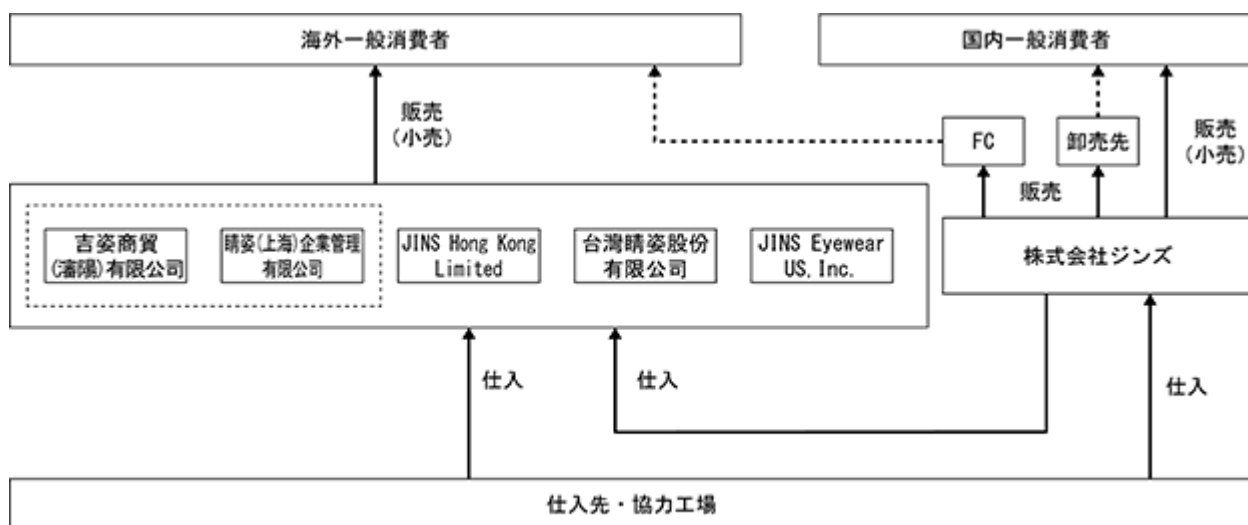 海外一般消費者
国内一般消費者
販売
(小売)
FC
卸売先
販売
(小売)
販売
吉姿商貿
(瀋陽)有限公司
睛姿(上海)企業管理
有限公司
JINS Hong Kong
Limited
台灣睛姿股份
有限公司
JINS Eyewear
US,Inc.
株式会社ジンズ
仕入
仕入
仕入
仕入先・協力工場